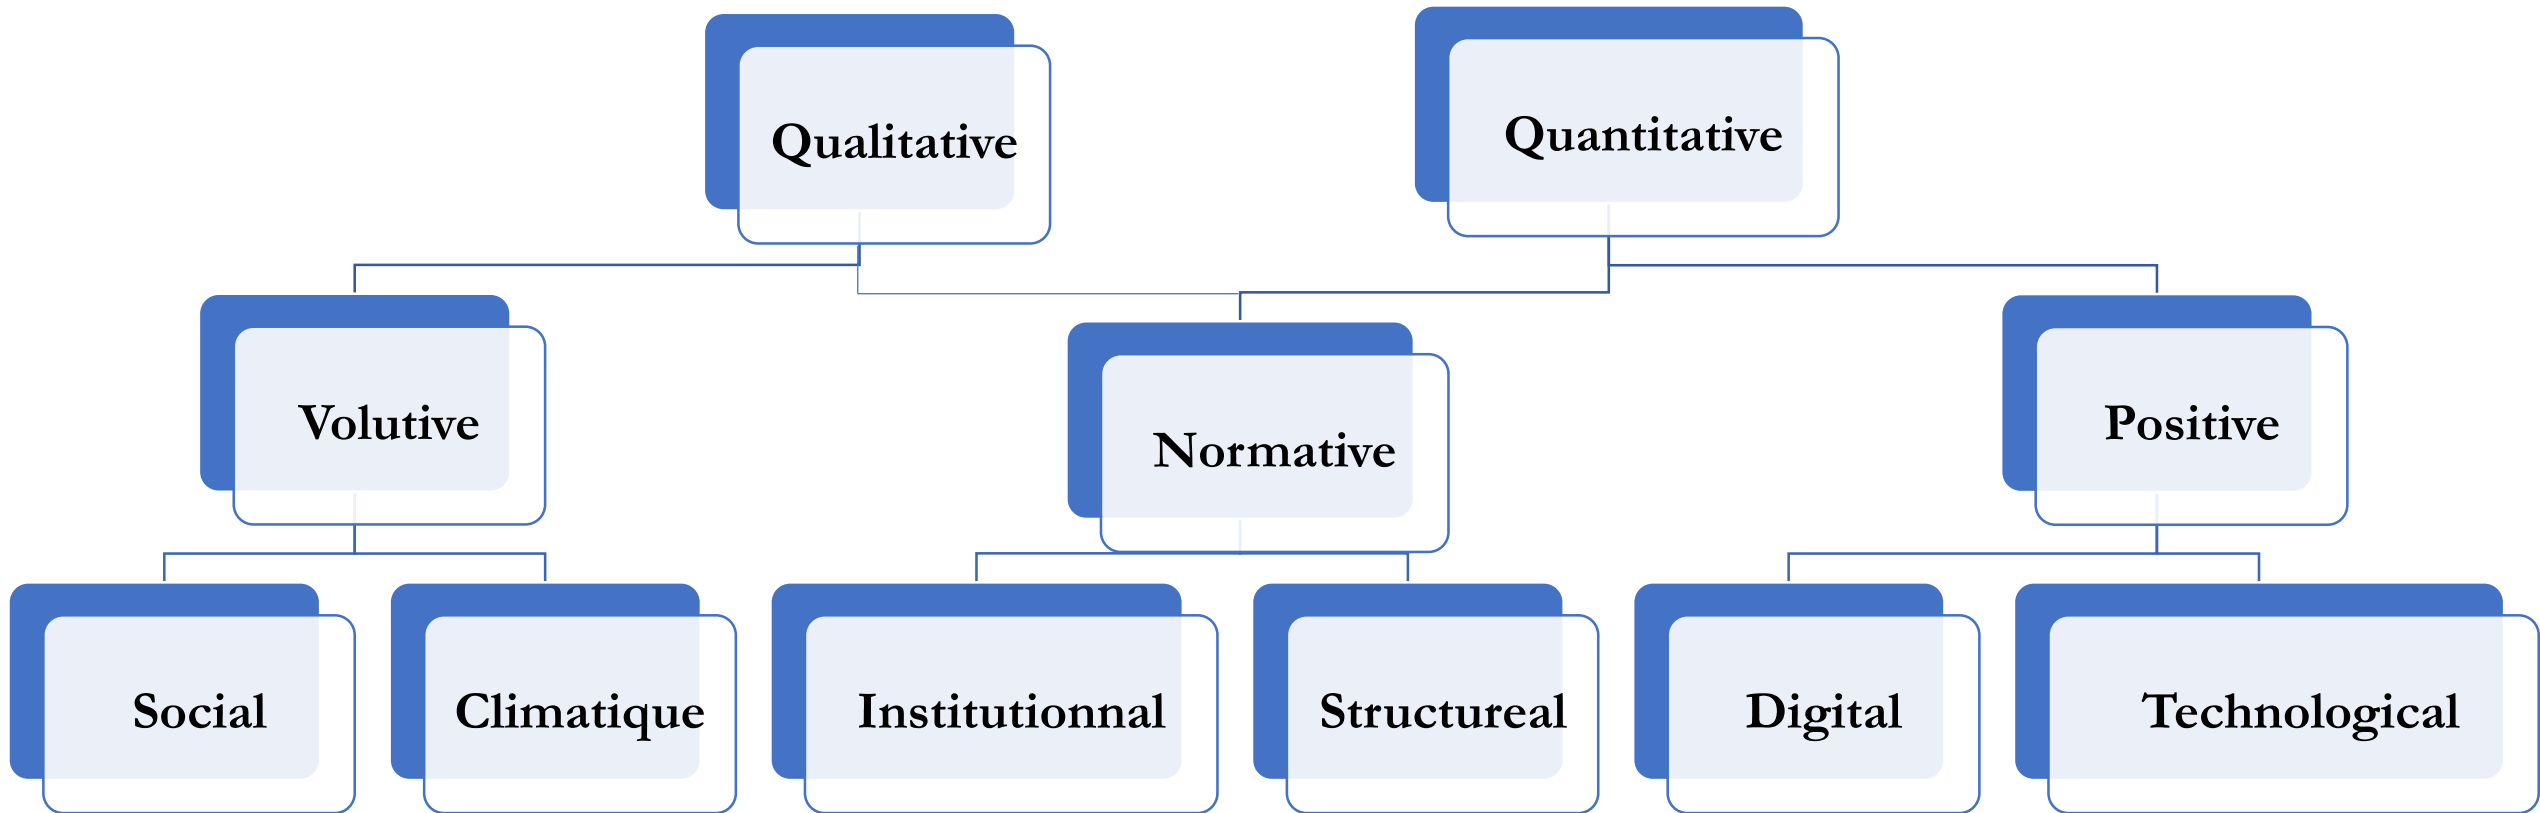 Qualitative
Quantitative
Volutive
Normative
Positive
Social
Climatique
Institutionnal
Structureal
Digital
Technological